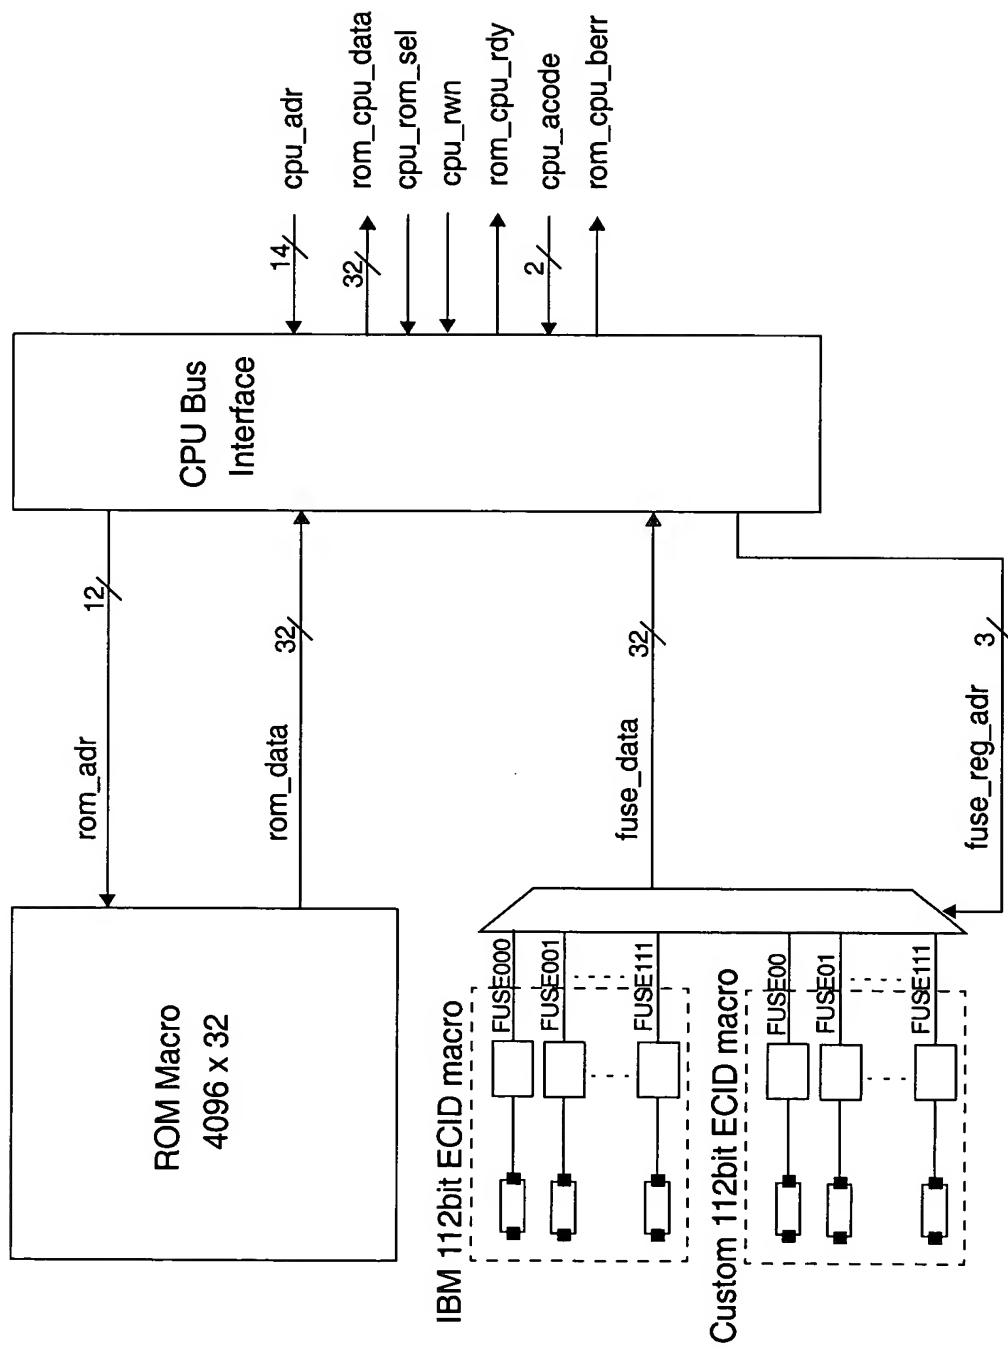 ROM Macro
4096 x 32
rom_adr
12
rom_data
32
CPU Bus
Interface
14
cpu_adr
32
rom_cpu_data
cpu_rom_sel
cpu_rwn
rom_cpu_rdy
2
cpu_acode
rom_cpu_berr
IBM 112bit ECID macro
FUSE000
FUSE001
FUSE111
fuse_data
32
Custom 112bit ECID macro
FUSE00
FUSE01
FUSE111
fuse_reg_adr
3